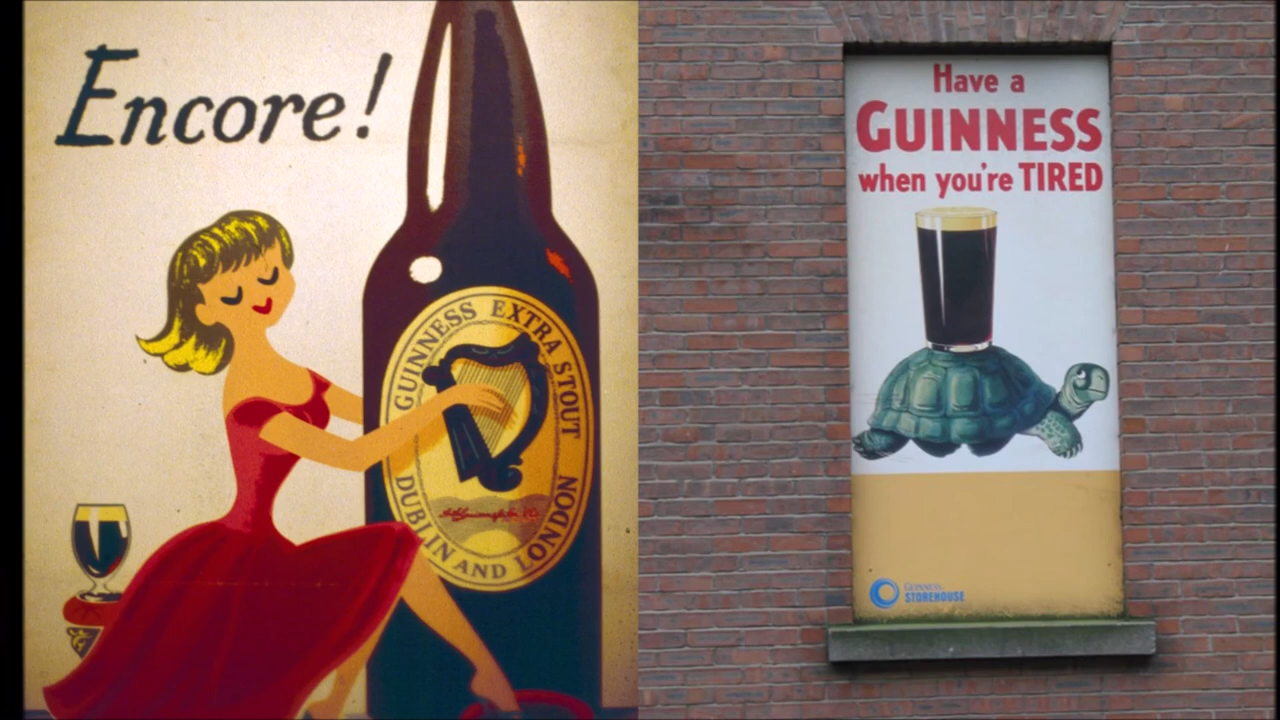 Encore!
GUINNESS EXTRA STOUT
DUBLIN AND LONDON
Have a
GUINNESS
when you're TIRED
GUINNESS
STOREHOUSE